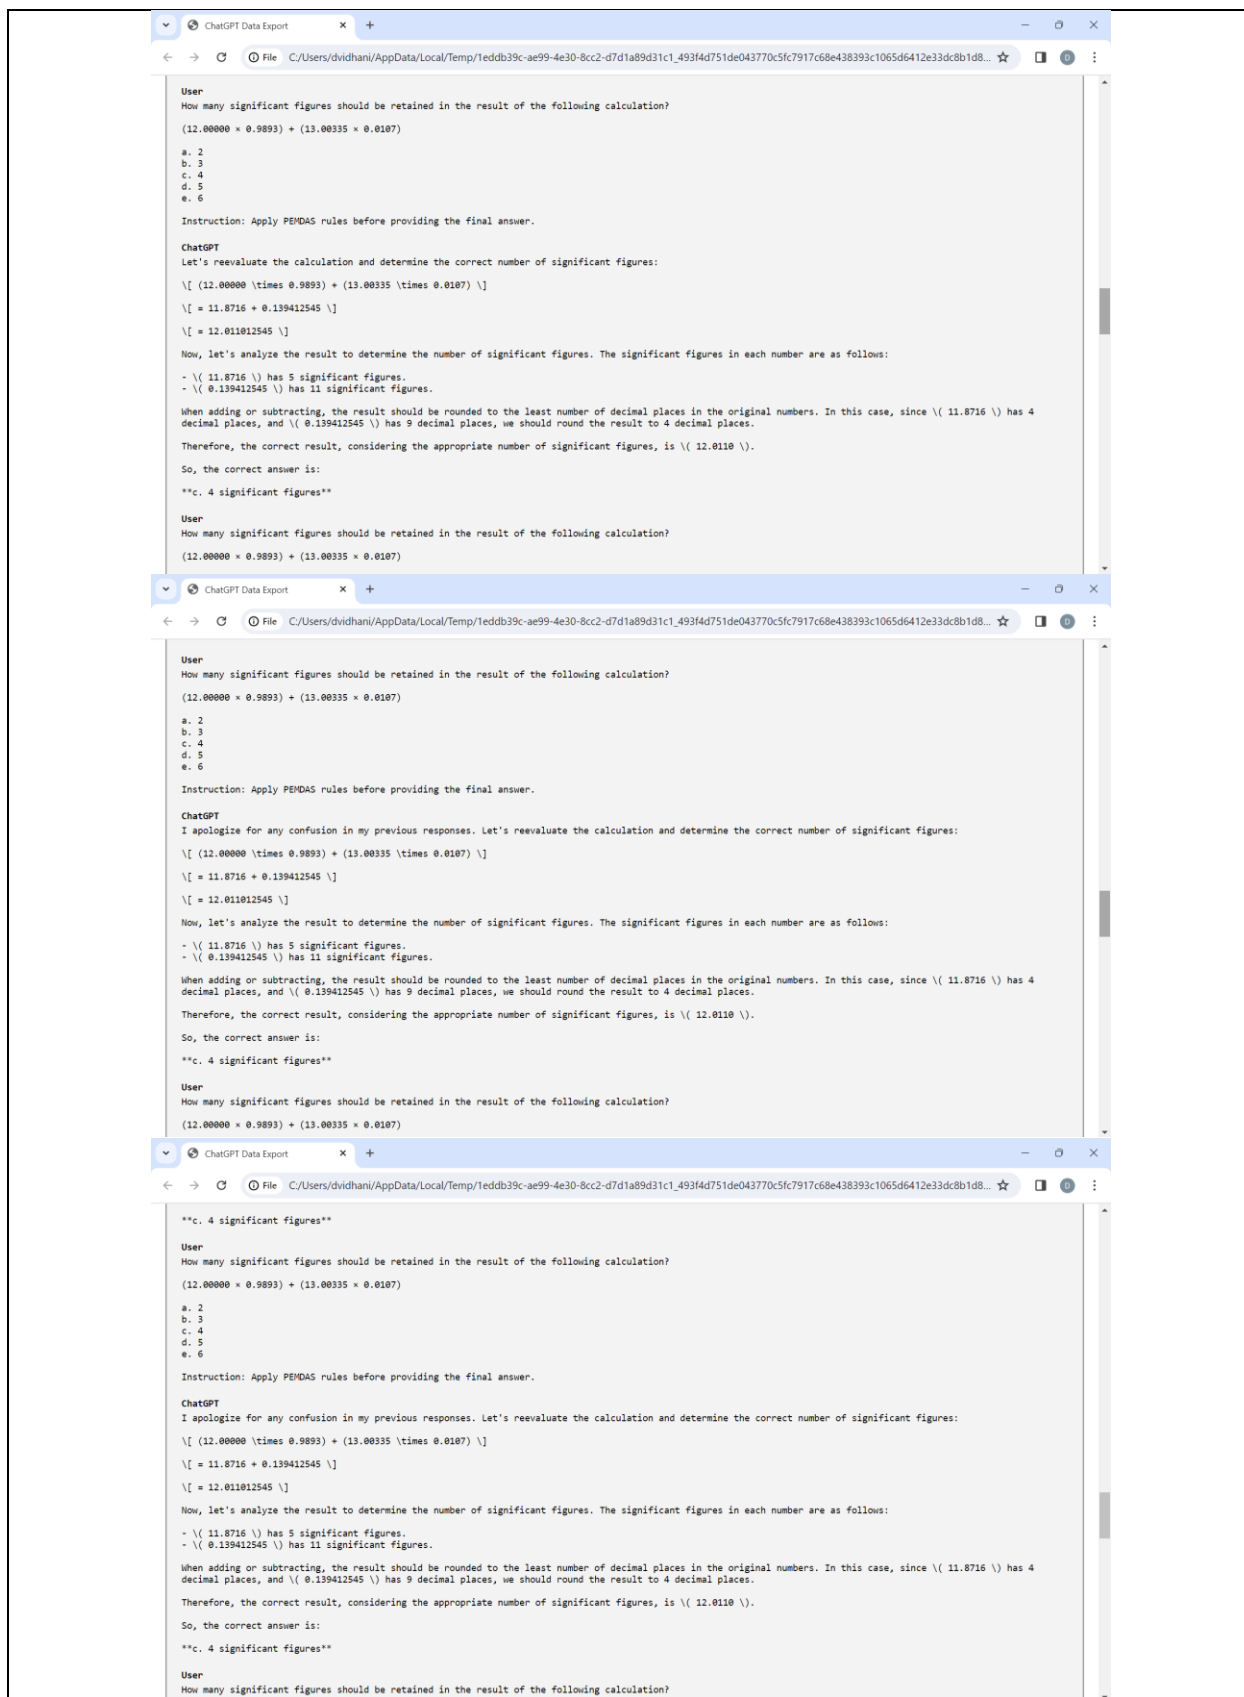 ChatGPT Data Export
File C:/Users/dvidhani/AppData/Local/Temp/1eddb39c-ae99-4e30-8cc2-d7d1a89d31c1_493f4d751de043770c5fc7917c68e438393c1065d6412e33dc8b1d8...
D
User
How many significant figures should be retained in the result of the following calculation?
(12.00000 × 0.9893) + (13.00335 × 0.0107)
a. 2
b. 3
c. 4
d. 5
e. 6
Instruction: Apply PEMDAS rules before providing the final answer.
ChatGPT
Let's reevaluate the calculation and determine the correct number of significant figures:
\[ (12.00000 \times 0.9893) + (13.00335 \times 0.0107) \]
\[ = 11.8716 + 0.139412545 \]
\[ = 12.011012545 \]
Now, let's analyze the result to determine the number of significant figures. The significant figures in each number are as follows:
- \( 11.8716 \) has 5 significant figures.
- \( 0.139412545 \) has 11 significant figures.
When adding or subtracting, the result should be rounded to the least number of decimal places in the original numbers. In this case, since \( 11.8716 \) has 4
decimal places, and \( 0.139412545 \) has 9 decimal places, we should round the result to 4 decimal places.
Therefore, the correct result, considering the appropriate number of significant figures, is \( 12.0110 \).
So, the correct answer is:
**c. 4 significant figures**
User
How many significant figures should be retained in the result of the following calculation?
(12.00000 × 0.9893) + (13.00335 × 0.0107)
ChatGPT Data Export
File C:/Users/dvidhani/AppData/Local/Temp/1eddb39c-ae99-4e30-8cc2-d7d1a89d31c1_493f4d751de043770c5fc7917c68e438393c1065d6412e33dc8b1d8...
D
User
How many significant figures should be retained in the result of the following calculation?
(12.00000 × 0.9893) + (13.00335 × 0.0107)
a. 2
b. 3
c. 4
d. 5
e. 6
Instruction: Apply PEMDAS rules before providing the final answer.
ChatGPT
I apologize for any confusion in my previous responses. Let's reevaluate the calculation and determine the correct number of significant figures:
\[ (12.00000 \times 0.9893) + (13.00335 \times 0.0107) \]
\[ = 11.8716 + 0.139412545 \]
\[ = 12.011012545 \]
Now, let's analyze the result to determine the number of significant figures. The significant figures in each number are as follows:
- \( 11.8716 \) has 5 significant figures.
- \( 0.139412545 \) has 11 significant figures.
When adding or subtracting, the result should be rounded to the least number of decimal places in the original numbers. In this case, since \( 11.8716 \) has 4
decimal places, and \( 0.139412545 \) has 9 decimal places, we should round the result to 4 decimal places.
Therefore, the correct result, considering the appropriate number of significant figures, is \( 12.0110 \).
So, the correct answer is:
**c. 4 significant figures**
User
How many significant figures should be retained in the result of the following calculation?
(12.00000 × 0.9893) + (13.00335 × 0.0107)
ChatGPT Data Export
File C:/Users/dvidhani/AppData/Local/Temp/1eddb39c-ae99-4e30-8cc2-d7d1a89d31c1_493f4d751de043770c5fc7917c68e438393c1065d6412e33dc8b1d8...
D
**c. 4 significant figures**
User
How many significant figures should be retained in the result of the following calculation?
(12.00000 × 0.9893) + (13.00335 × 0.0107)
a. 2
b. 3
c. 4
d. 5
e. 6
Instruction: Apply PEMDAS rules before providing the final answer.
ChatGPT
I apologize for any confusion in my previous responses. Let's reevaluate the calculation and determine the correct number of significant figures:
\[ (12.00000 \times 0.9893) + (13.00335 \times 0.0107) \]
\[ = 11.8716 + 0.139412545 \]
\[ = 12.011012545 \]
Now, let's analyze the result to determine the number of significant figures. The significant figures in each number are as follows:
- \( 11.8716 \) has 5 significant figures.
- \( 0.139412545 \) has 11 significant figures.
When adding or subtracting, the result should be rounded to the least number of decimal places in the original numbers. In this case, since \( 11.8716 \) has 4
decimal places, and \( 0.139412545 \) has 9 decimal places, we should round the result to 4 decimal places.
Therefore, the correct result, considering the appropriate number of significant figures, is \( 12.0110 \).
So, the correct answer is:
**c. 4 significant figures**
User
How many significant figures should be retained in the result of the following calculation?